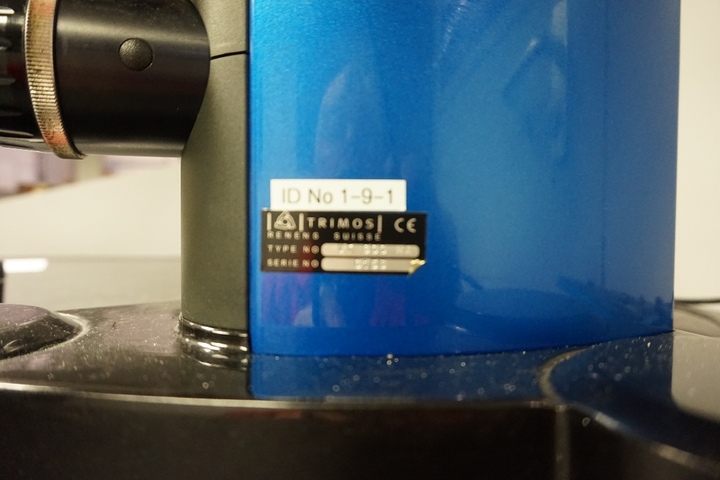 ID No 1-9-1
TRIMOS CE
RENENS SUISSE
TYPE NO
SERIE NO